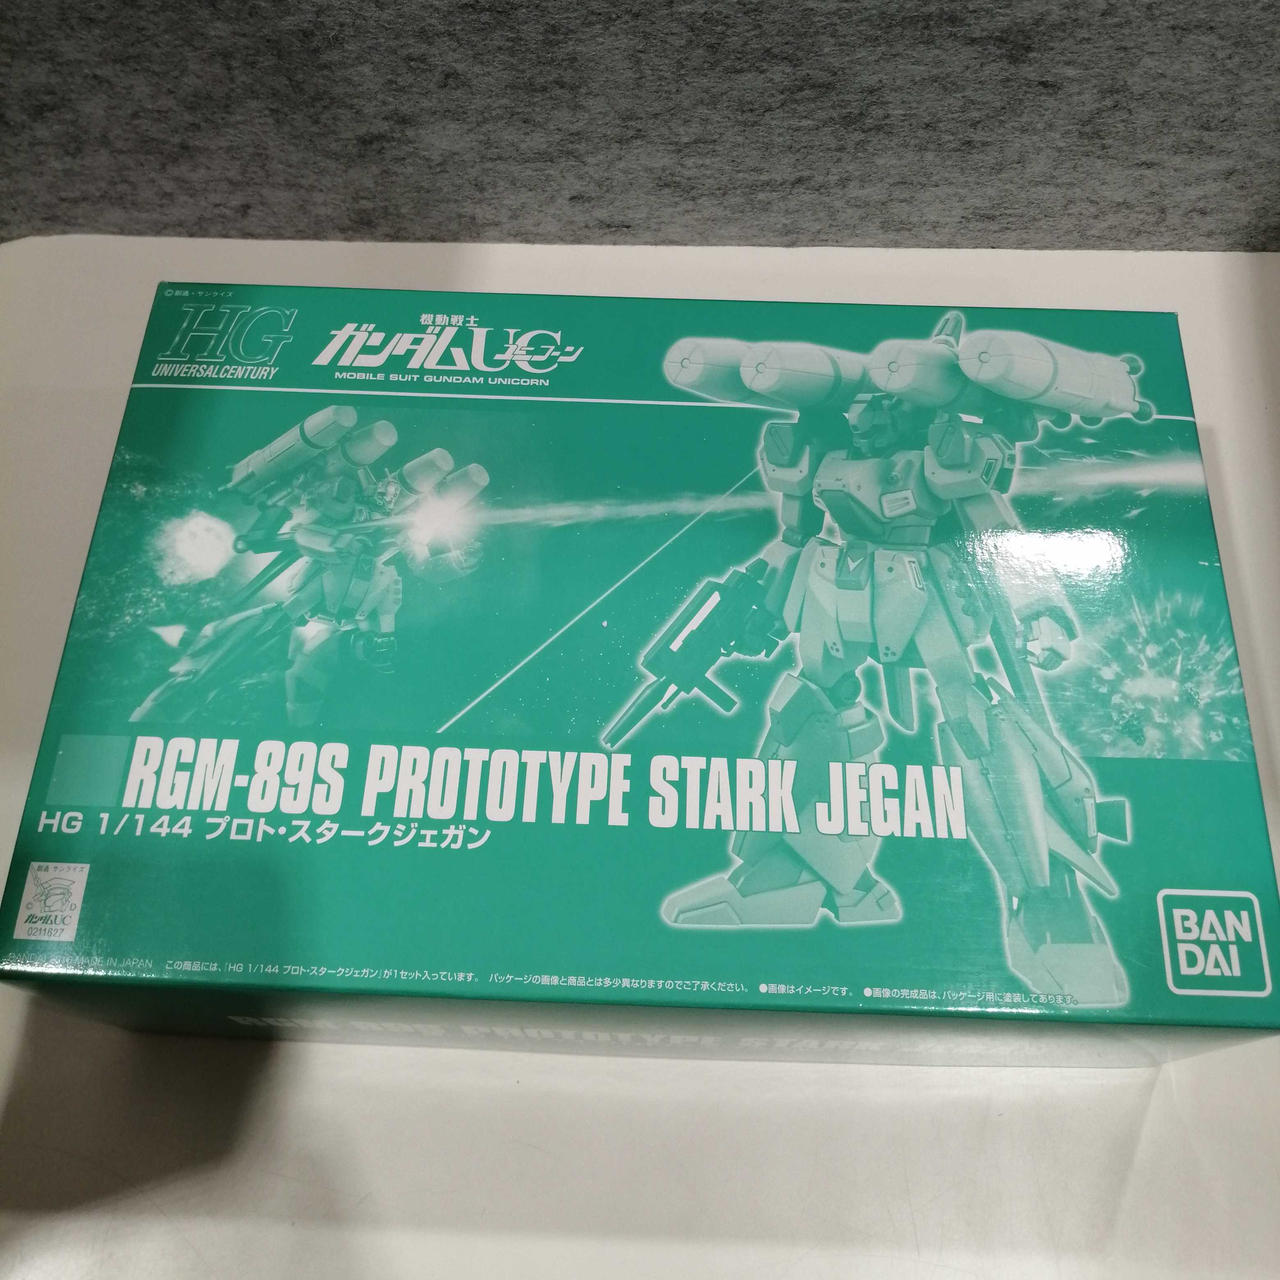 ©創通・サンライズ
HG
UNIVERSAL CENTURY
機動戦士
ガンダムUC
ユニコーン
MOBILE SUIT GUNDAM UNICORN
RGM-89S PROTOTYPE STARK JEGAN
HG 1/144 プロト・スタークジェガン
創通 サンライズ
ガンダムUC
0211627
MADE IN JAPAN
この商品には、「HG 1/144 プロト・スタークジェガン」が1セット入っています。 パッケージの画像と商品とは多少異なりますのでご了承ください。 ●画像はイメージです。 ●画像の完成品は、パッケージ用に塗装してあります。
BAN
DAI
RGM-89S PROTOTYPE STARK